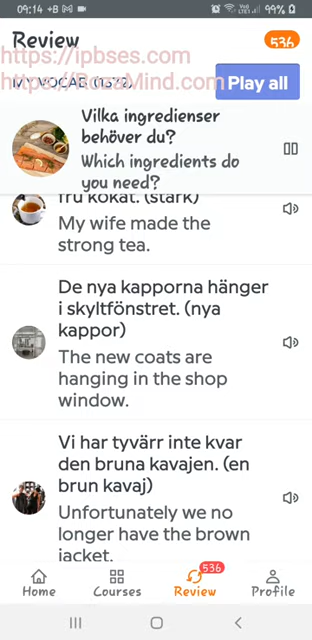 09:14
99%
Review
536
https://ipbses.com
MY VOCAB
https://RosaMind.com
Play all
Vilka ingredienser
behöver du?
Which ingredients do
you need?
fru kokat. (stark)
My wife made the
strong tea.
De nya kapporna hänger
i skyltfönstret. (nya
kappor)
The new coats are
hanging in the shop
window.
Vi har tyvärr inte kvar
den bruna kavajen. (en
brun kavaj)
Unfortunately we no
longer have the brown
jacket.
536
Home
Courses
Review
Profile